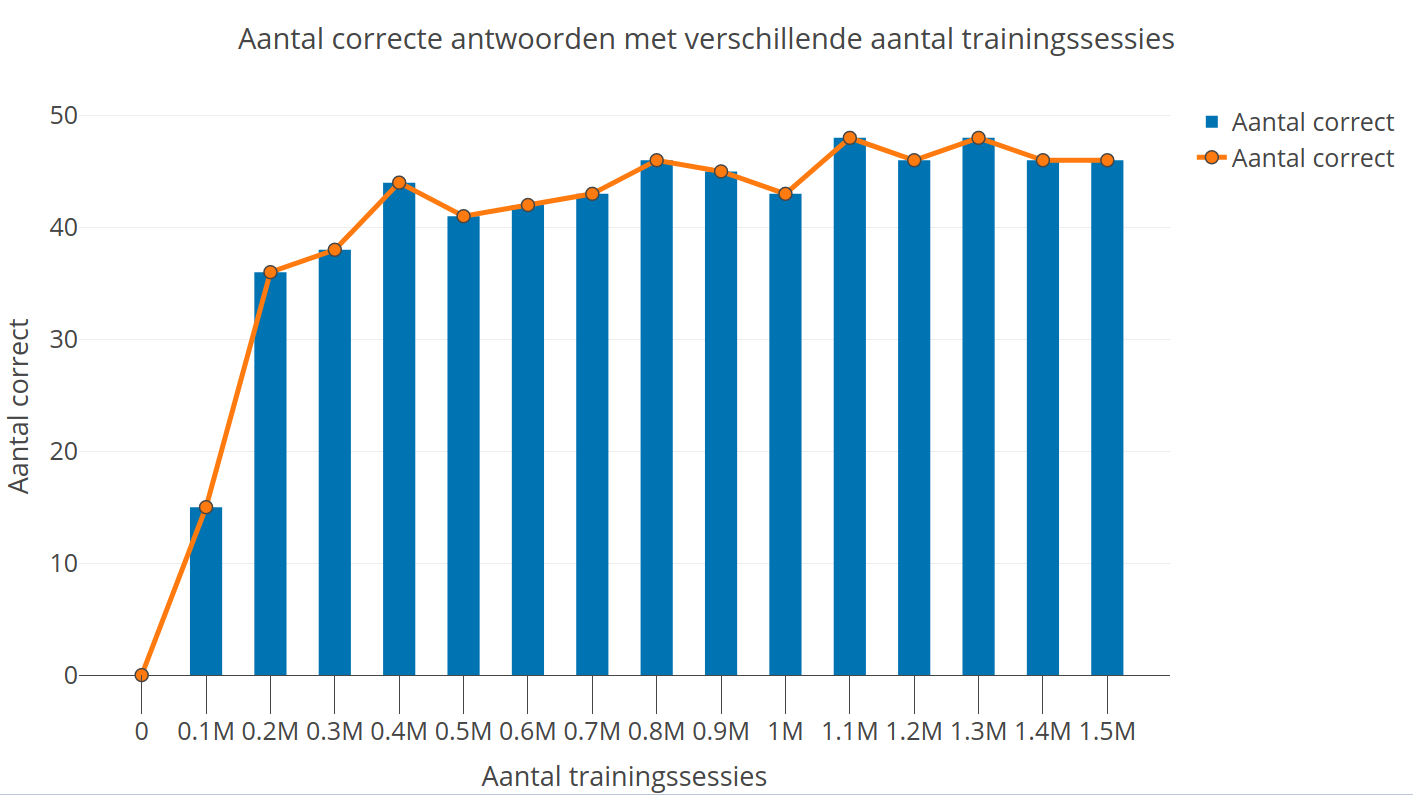 Aantal correcte antwoorden met verschillende aantal trainingssessies
Aantal correct
Aantal correct
Aantal correct
50
40
30
20
10
0
0 0.1M 0.2M 0.3M 0.4M 0.5M 0.6M 0.7M 0.8M 0.9M 1M 1.1M 1.2M 1.3M 1.4M 1.5M
Aantal trainingssessies